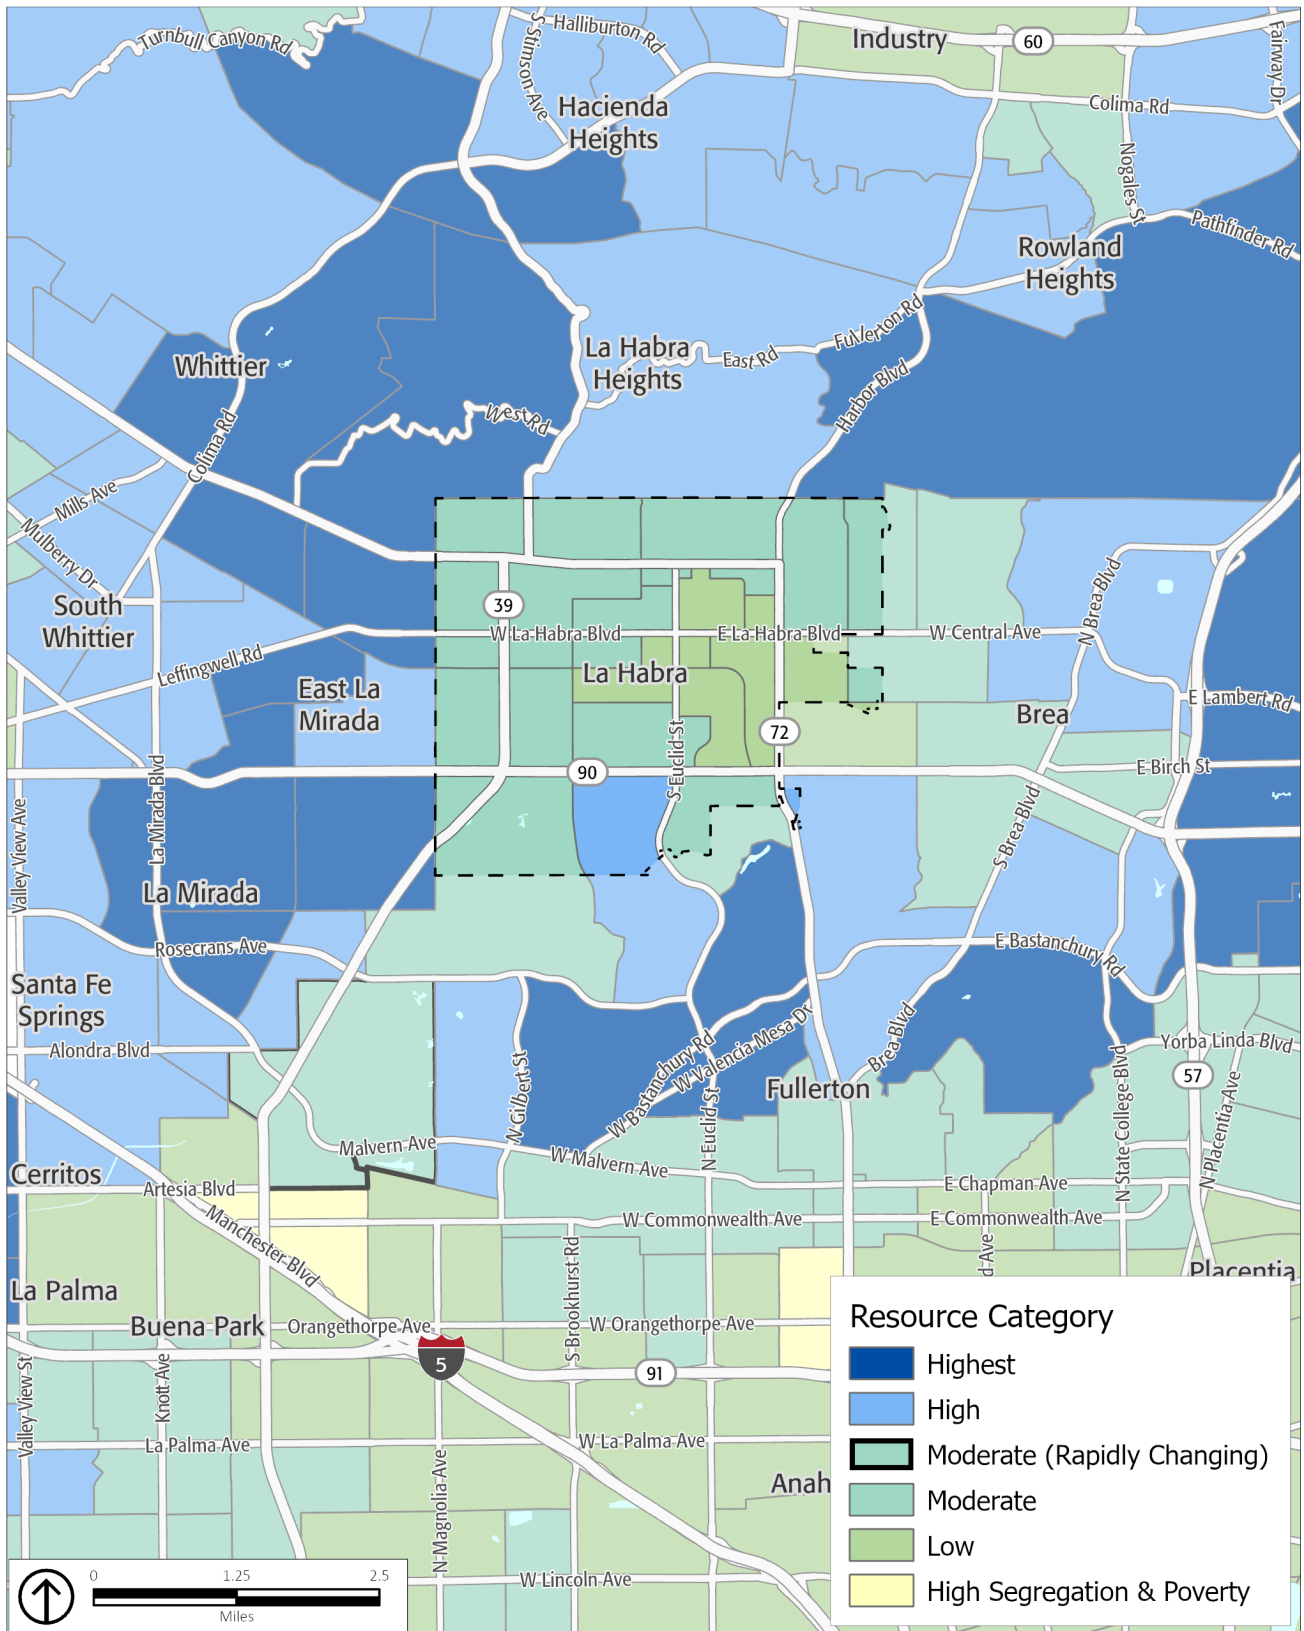 Turnbull Canyon Rd
S Stimson Ave
Halliburton Rd
Industry
60
Fairway Dr
Hacienda
Heights
Colima Rd
Nogales St
Pathfinder Rd
Rowland
Heights
Fullerton Rd
Whittier
La Habra
Heights
East Rd
Harbor Blvd
West Rd
Colima Rd
Mills Ave
Mulberry Dr
South
Whittier
39
W La Habra Blvd
E La Habra Blvd
W Central Ave
N Brea Blvd
Leffingwell Rd
La Habra
East La
Mirada
E Lambert Rd
Brea
72
S Euclid St
90
E Birch St
La Mirada Blvd
Valley View Ave
S Brea Blvd
La Mirada
Rosecrans Ave
E Bastanchury Rd
Santa Fe
Springs
Alondra Blvd
Brea Blvd
Yorba Linda Blvd
W Valencia Mesa Dr
W Bastanchury Rd
N Gilbert St
N Euclid St
Fullerton
57
N State College Blvd
N Placentia Ave
Malvern Ave
W Malvern Ave
Cerritos
Artesia Blvd
E Chapman Ave
Manchester Blvd
W Commonwealth Ave
E Commonwealth Ave
d Ave
S Brookhurst Rd
Placentia
La Palma
Buena Park
Orangethorpe Ave
W Orangethorpe Ave
5
91
Valley View St
Knott Ave
La Palma Ave
W La Palma Ave
N Magnolia Ave
Anah
W Lincoln Ave
Resource Category
Highest
High
Moderate (Rapidly Changing)
Moderate
Low
High Segregation & Poverty
0 1.25 2.5
Miles